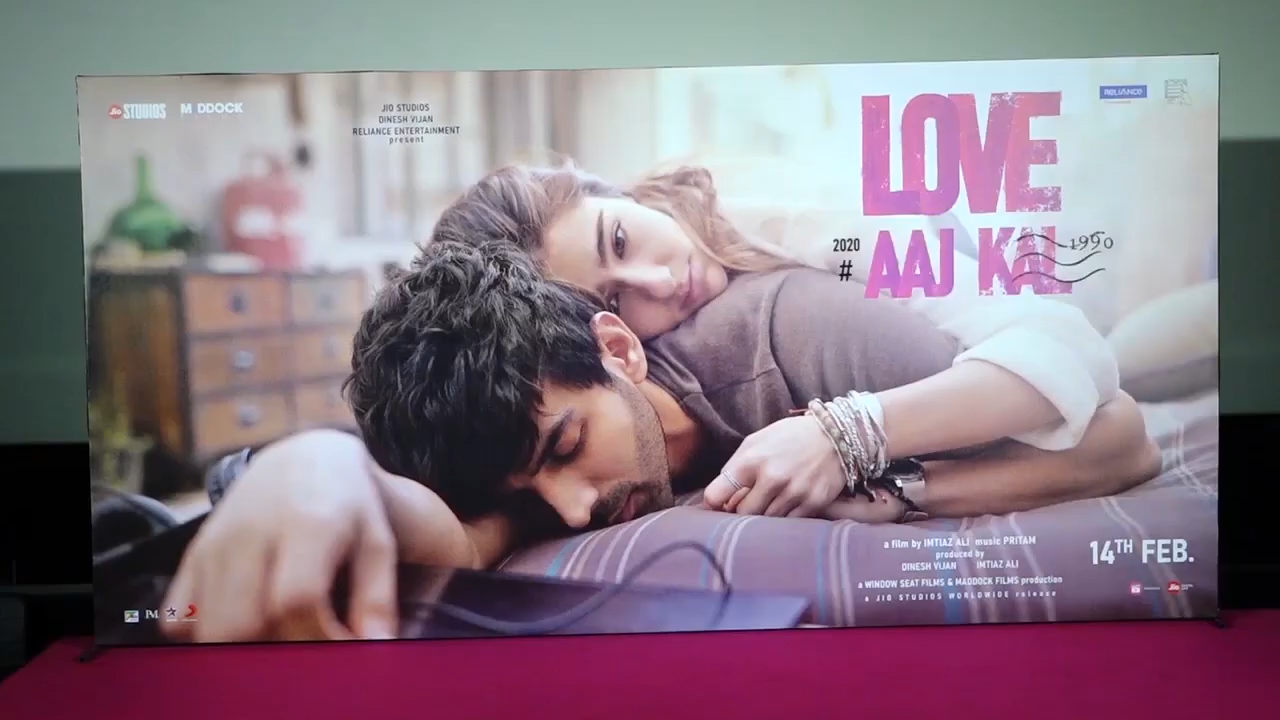 Jio STUDIOS
MADDOCK
JIO STUDIOS
DINESH VIJAN
RELIANCE ENTERTAINMENT
present
RELIANCE
LOVE
2020
# AAJ KAL
1990
a film by IMTIAZ ALI music PRITAM
produced by
DINESH VIJAN IMTIAZ ALI
a WINDOW SEAT FILMS & MADDOCK FILMS production
a JIO STUDIOS WORLDWIDE release
14TH FEB.
Jio